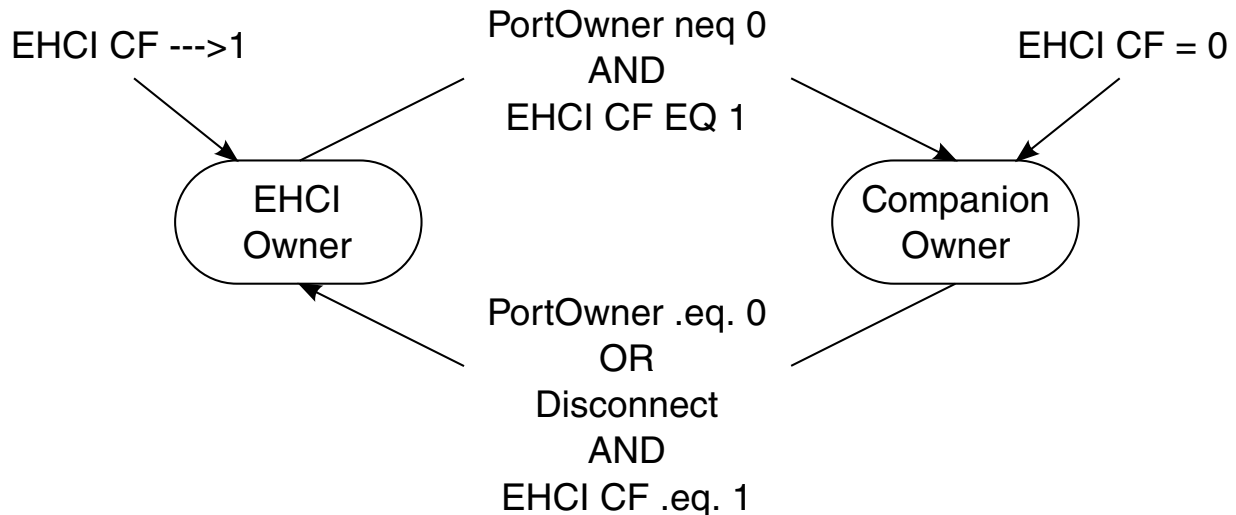 EHCI CF --->1
PortOwner neq 0
AND
EHCI CF EQ 1
EHCI CF = 0
EHCI
Owner
Companion
Owner
PortOwner .eq. 0
OR
Disconnect
AND
EHCI CF .eq. 1